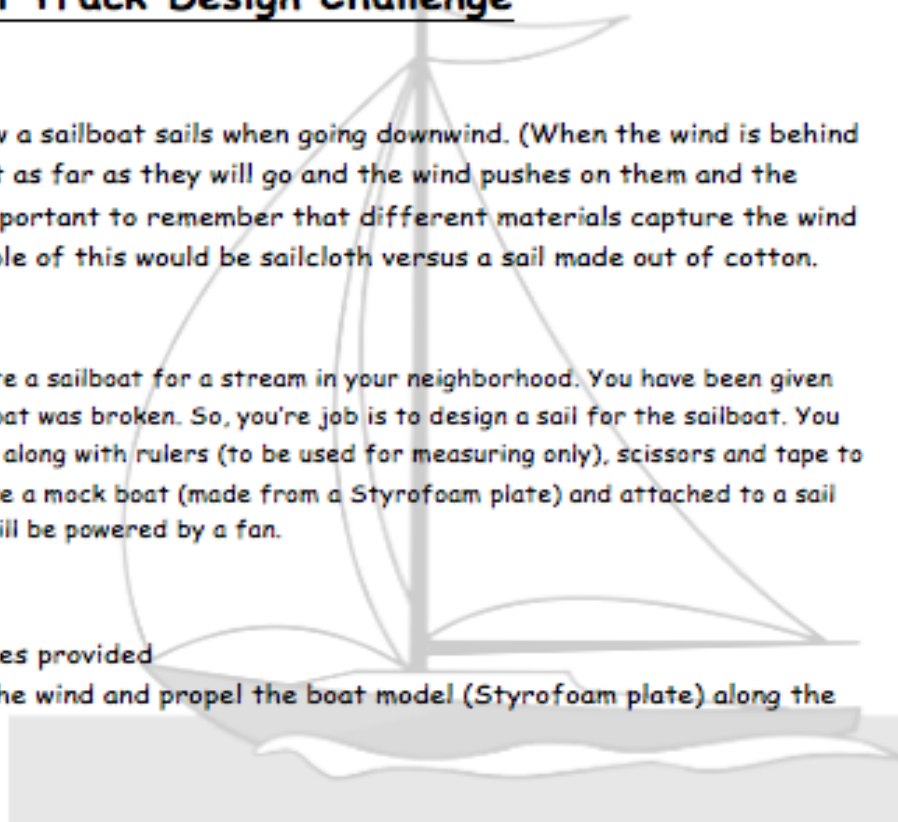 Track Design Challenge
a sailboat sails when going downwind. (When the wind is behind
as far as they will go and the wind pushes on them and the
portant to remember that different materials capture the wind
le of this would be sailcloth versus a sail made out of cotton.
e a sailboat for a stream in your neighborhood. You have been given
oat was broken. So, you're job is to design a sail for the sailboat. You
along with rulers (to be used for measuring only), scissors and tape to
e a mock boat (made from a Styrofoam plate) and attached to a sail
ill be powered by a fan.
es provided
he wind and propel the boat model (Styrofoam plate) along the